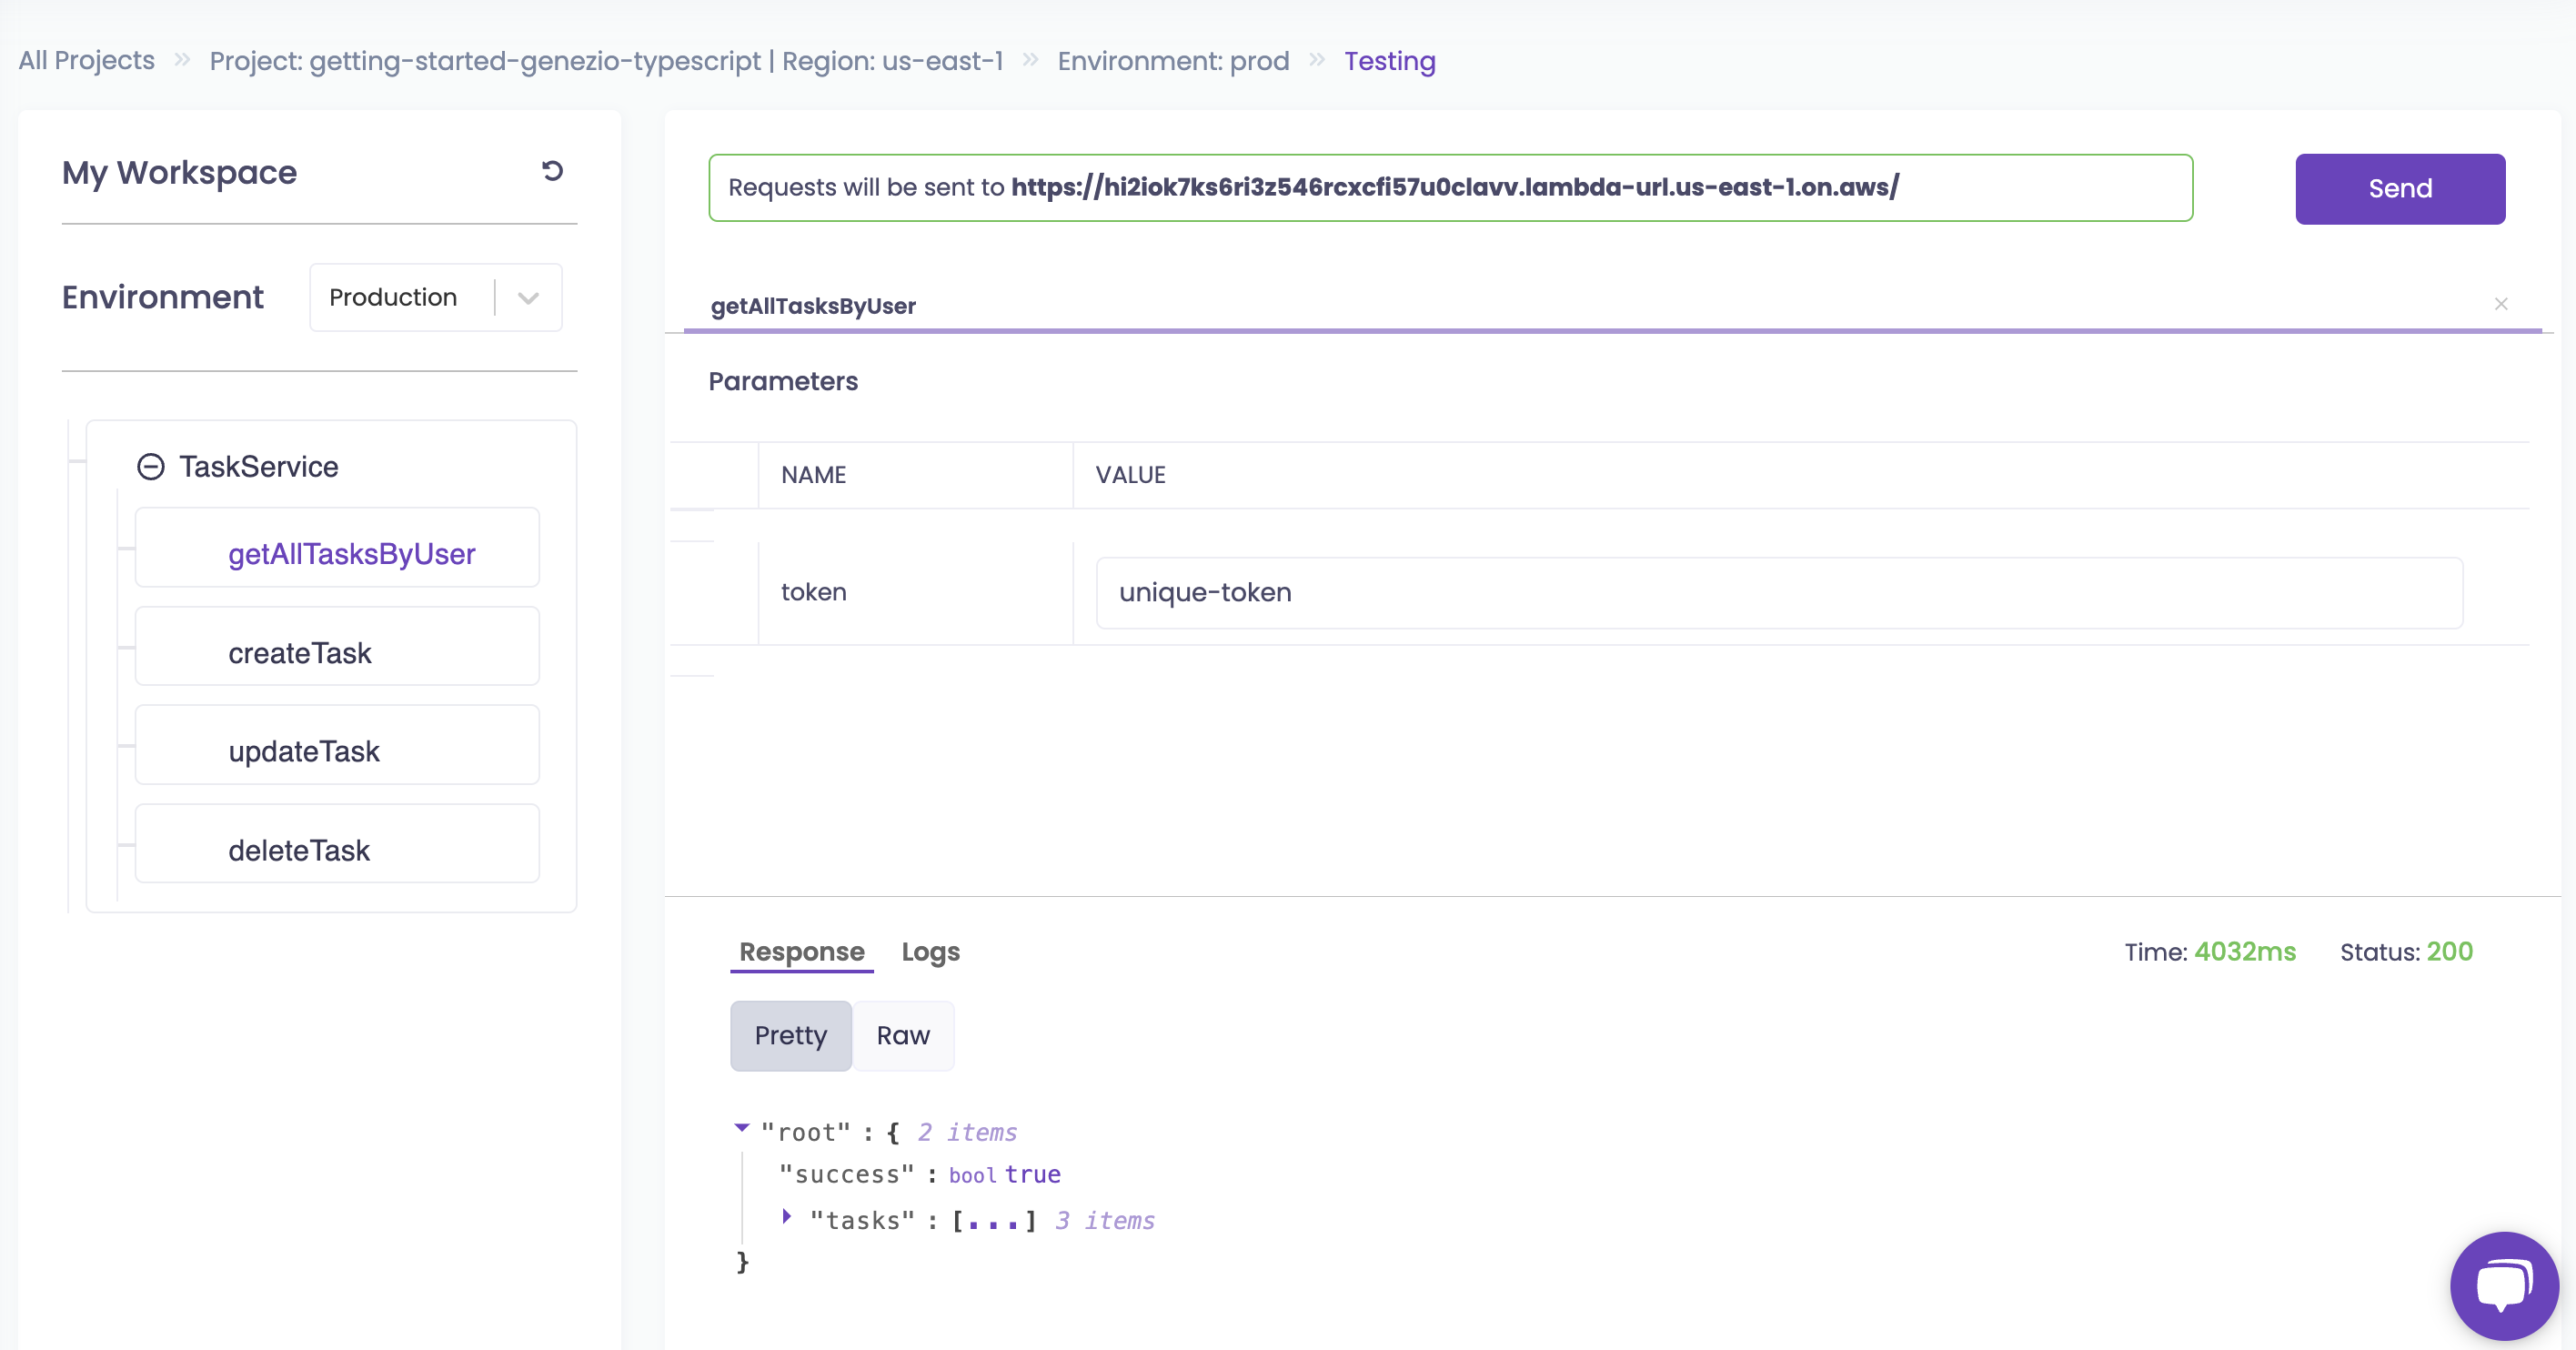 All Projects » Project: getting-started-genezio-typescript | Region: us-east-1 » Environment: prod » Testing
My Workspace
Environment Production
TaskService
getAllTasksByUser
createTask
updateTask
deleteTask
Requests will be sent to https://hi2iok7ks6ri3z546rcxcfi57u0clavv.lambda-url.us-east-1.on.aws/
Send
getAllTasksByUser ×
Parameters
NAME VALUE
token unique-token
Response Logs Time: 4032ms Status: 200
Pretty Raw
"root" : { 2 items
"success" : bool true
"tasks" : [...] 3 items
}